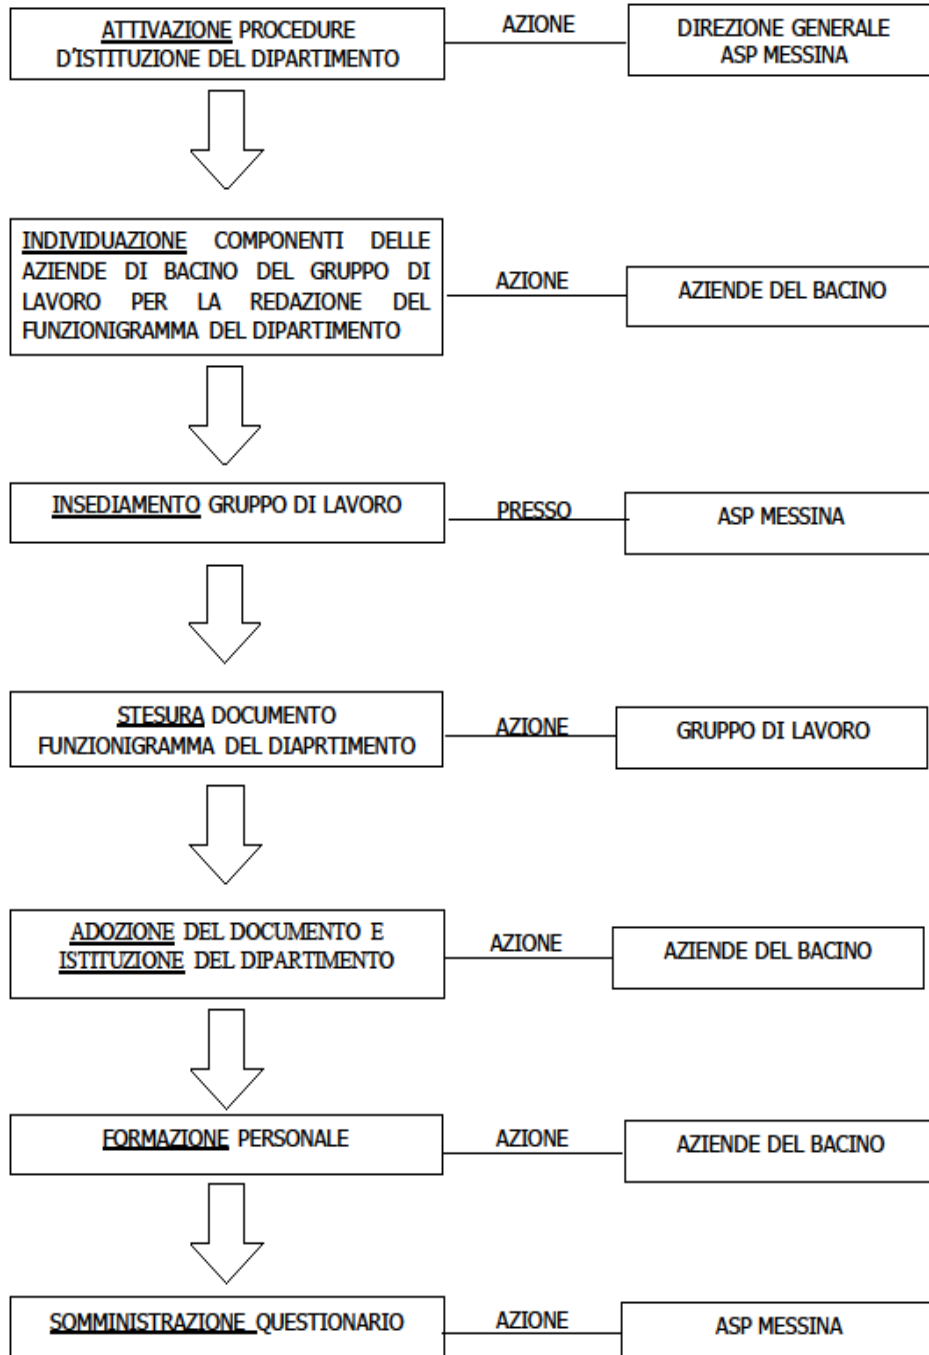 ATTIVAZIONE PROCEDURE
D'ISTITUZIONE DEL DIPARTIMENTO
AZIONE
DIREZIONE GENERALE
ASP MESSINA
INDIVIDUAZIONE COMPONENTI DELLE
AZIENDE DI BACINO DEL GRUPPO DI
LAVORO PER LA REDAZIONE DEL
FUNZIONIGRAMMA DEL DIPARTIMENTO
AZIONE
AZIENDE DEL BACINO
INSEDIAMENTO GRUPPO DI LAVORO
PRESSO
ASP MESSINA
STESURA DOCUMENTO
FUNZIONIGRAMMA DEL DIAPRTIMENTO
AZIONE
GRUPPO DI LAVORO
ADOZIONE DEL DOCUMENTO E
ISTITUZIONE DEL DIPARTIMENTO
AZIONE
AZIENDE DEL BACINO
FORMAZIONE PERSONALE
AZIONE
AZIENDE DEL BACINO
SOMMINISTRAZIONE QUESTIONARIO
AZIONE
ASP MESSINA